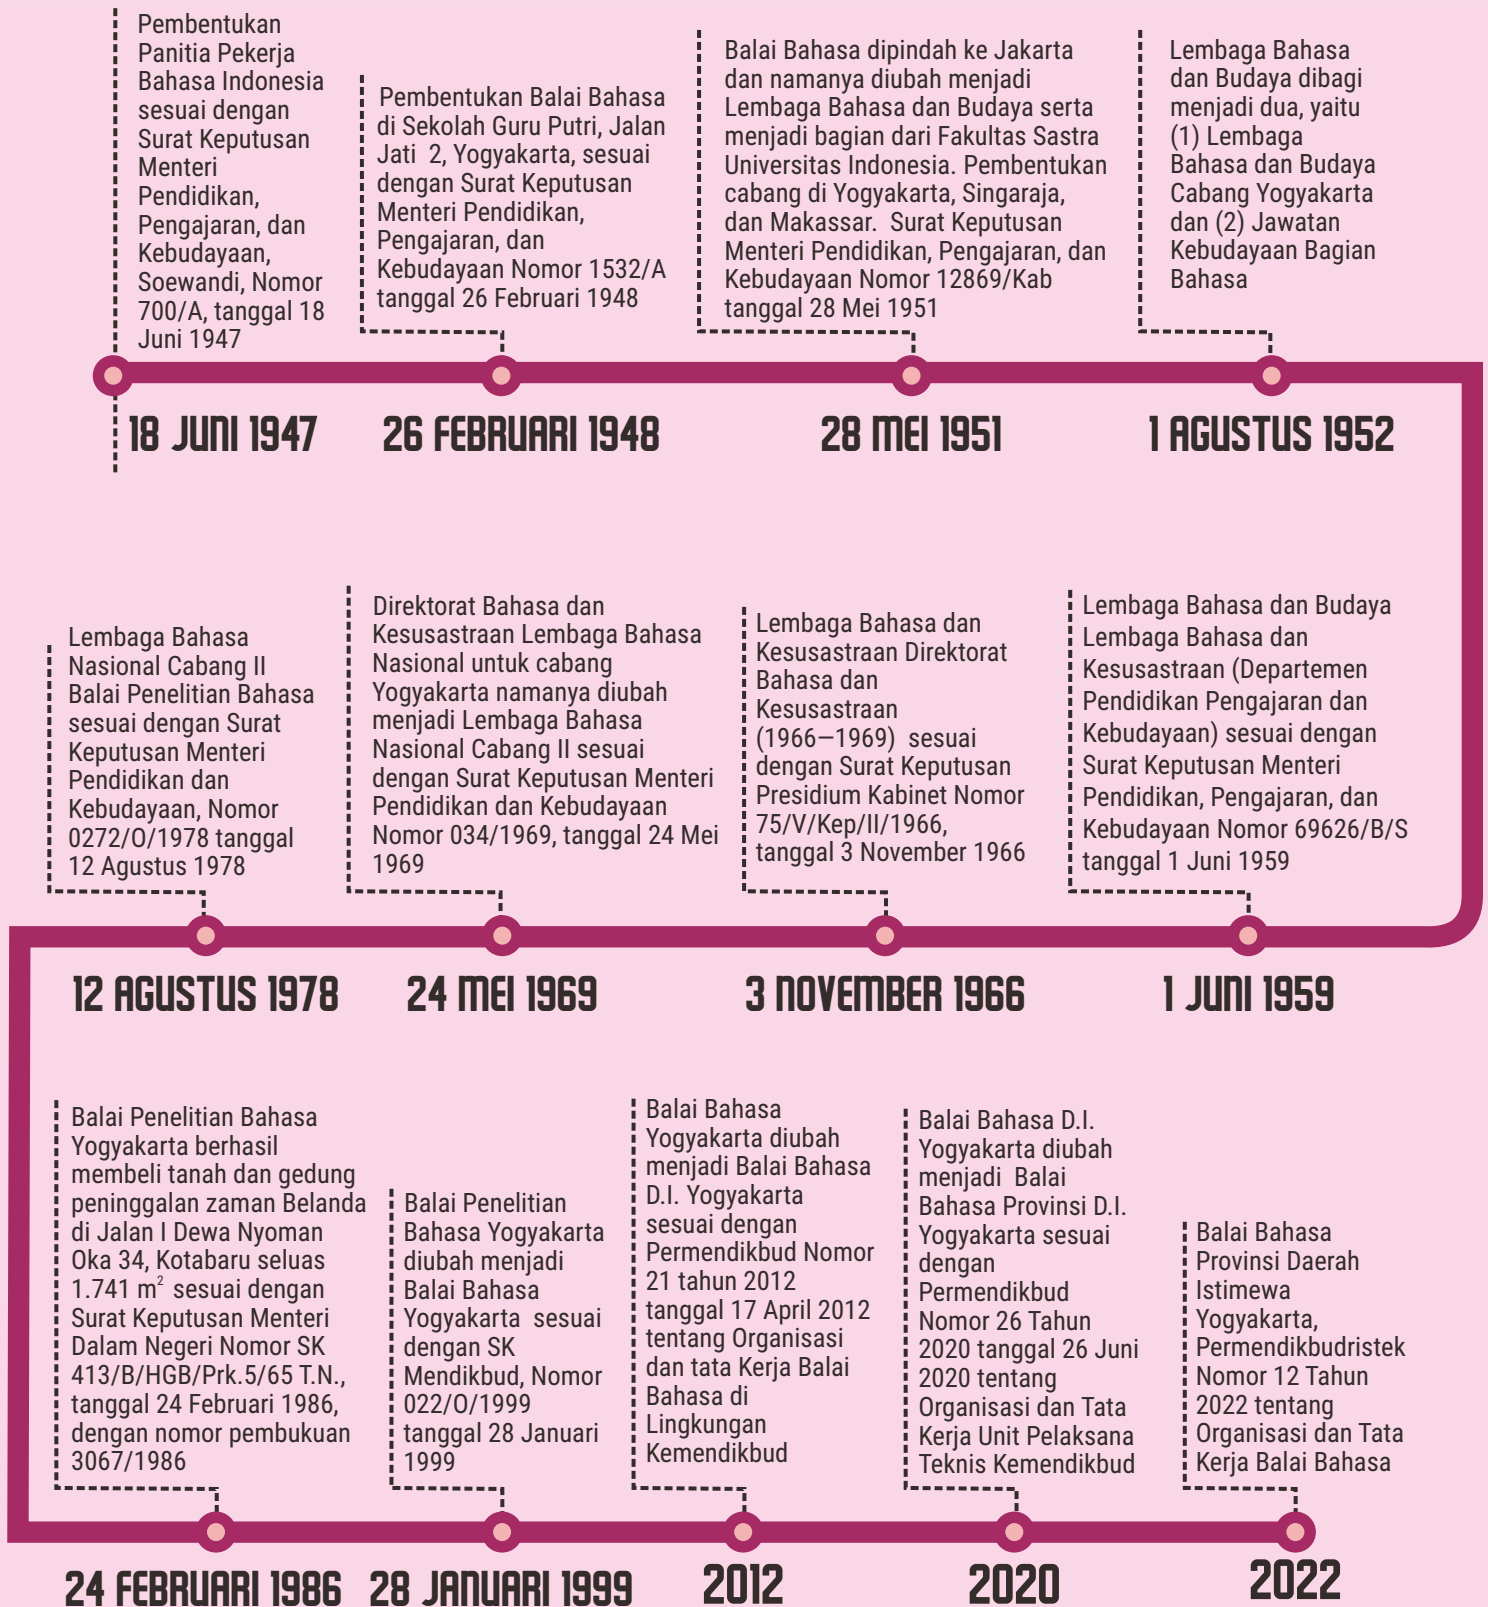 Pembentukan
Panitia Pekerja
Bahasa Indonesia
sesuai dengan
Surat Keputusan
Menteri
Pendidikan,
Pengajaran, dan
Kebudayaan,
Soewandi, Nomor
700/A, tanggal 18
Juni 1947
18 JUNI 1947
Pembentukan Balai Bahasa
di Sekolah Guru Putri, Jalan
Jati 2, Yogyakarta, sesuai
dengan Surat Keputusan
Menteri Pendidikan,
Pengajaran, dan
Kebudayaan Nomor 1532/A
tanggal 26 Februari 1948
26 FEBRUARI 1948
Balai Bahasa dipindah ke Jakarta
dan namanya diubah menjadi
Lembaga Bahasa dan Budaya serta
menjadi bagian dari Fakultas Sastra
Universitas Indonesia. Pembentukan
cabang di Yogyakarta, Singaraja,
dan Makassar. Surat Keputusan
Menteri Pendidikan, Pengajaran, dan
Kebudayaan Nomor 12869/Kab
tanggal 28 Mei 1951
28 MEI 1951
Lembaga Bahasa
dan Budaya dibagi
menjadi dua, yaitu
(1) Lembaga
Bahasa dan Budaya
Cabang Yogyakarta
dan (2) Jawatan
Kebudayaan Bagian
Bahasa
1 AGUSTUS 1952
Lembaga Bahasa dan Budaya
Lembaga Bahasa dan
Kesusastraan (Departemen
Pendidikan Pengajaran dan
Kebudayaan) sesuai dengan
Surat Keputusan Menteri
Pendidikan, Pengajaran, dan
Kebudayaan Nomor 69626/B/S
tanggal 1 Juni 1959
1 JUNI 1959
Lembaga Bahasa dan
Kesusastraan Direktorat
Bahasa dan
Kesusastraan
(1966—1969) sesuai
dengan Surat Keputusan
Presidium Kabinet Nomor
75/V/Kep/II/1966,
tanggal 3 November 1966
3 NOVEMBER 1966
Direktorat Bahasa dan
Kesusastraan Lembaga Bahasa
Nasional untuk cabang
Yogyakarta namanya diubah
menjadi Lembaga Bahasa
Nasional Cabang II sesuai
dengan Surat Keputusan Menteri
Pendidikan dan Kebudayaan
Nomor 034/1969, tanggal 24 Mei
1969
24 MEI 1969
Lembaga Bahasa
Nasional Cabang II
Balai Penelitian Bahasa
sesuai dengan Surat
Keputusan Menteri
Pendidikan dan
Kebudayaan, Nomor
0272/O/1978 tanggal
12 Agustus 1978
12 AGUSTUS 1978
Balai Penelitian Bahasa
Yogyakarta berhasil
membeli tanah dan gedung
peninggalan zaman Belanda
di Jalan I Dewa Nyoman
Oka 34, Kotabaru seluas
1.741 m² sesuai dengan
Surat Keputusan Menteri
Dalam Negeri Nomor SK
413/B/HGB/Prk.5/65 T.N.,
tanggal 24 Februari 1986,
dengan nomor pembukuan
3067/1986
24 FEBRUARI 1986
Balai Penelitian
Bahasa Yogyakarta
diubah menjadi
Balai Bahasa
Yogyakarta sesuai
dengan SK
Mendikbud, Nomor
022/O/1999
tanggal 28 Januari
1999
28 JANUARI 1999
Balai Bahasa
Yogyakarta diubah
menjadi Balai Bahasa
D.I. Yogyakarta
sesuai dengan
Permendikbud Nomor
21 tahun 2012
tanggal 17 April 2012
tentang Organisasi
dan tata Kerja Balai
Bahasa di
Lingkungan
Kemendikbud
2012
Balai Bahasa D.I.
Yogyakarta diubah
menjadi Balai
Bahasa Provinsi D.I.
Yogyakarta sesuai
dengan
Permendikbud
Nomor 26 Tahun
2020 tanggal 26 Juni
2020 tentang
Organisasi dan Tata
Kerja Unit Pelaksana
Teknis Kemendikbud
2020
Balai Bahasa
Provinsi Daerah
Istimewa
Yogyakarta,
Permendikbudristek
Nomor 12 Tahun
2022 tentang
Organisasi dan Tata
Kerja Balai Bahasa
2022